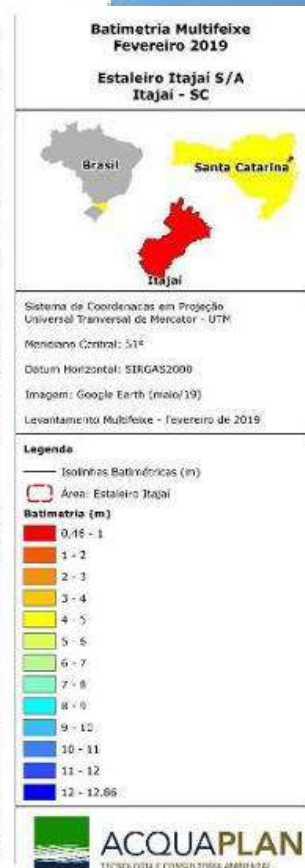 Batimetria Multifeixe
Fevereiro 2019
Estaleiro Itajaí S/A
Itajaí - SC
Brasil
Santa Catarina
Itajaí
Sistema de Coordenadas em Projeção
Universal Tranversal de Mercator - UTM
Meridiano Central: 51º
Datum Horizontal: SIRGAS2000
Imagem: Google Earth (maio/19)
Levantamento Multifeixe - Fevereiro de 2019
Legenda
Isolinhas Batimétricas (m)
Área: Estaleiro Itajaí
Batimetria (m)
0,46 - 1
1 - 2
2 - 3
3 - 4
4 - 5
5 - 6
6 - 7
7 - 8
8 - 9
9 - 10
10 - 11
11 - 12
12 - 12,86
ACQUAPLAN
TECNOLOGIA E CONSULTORIA AMBIENTAL